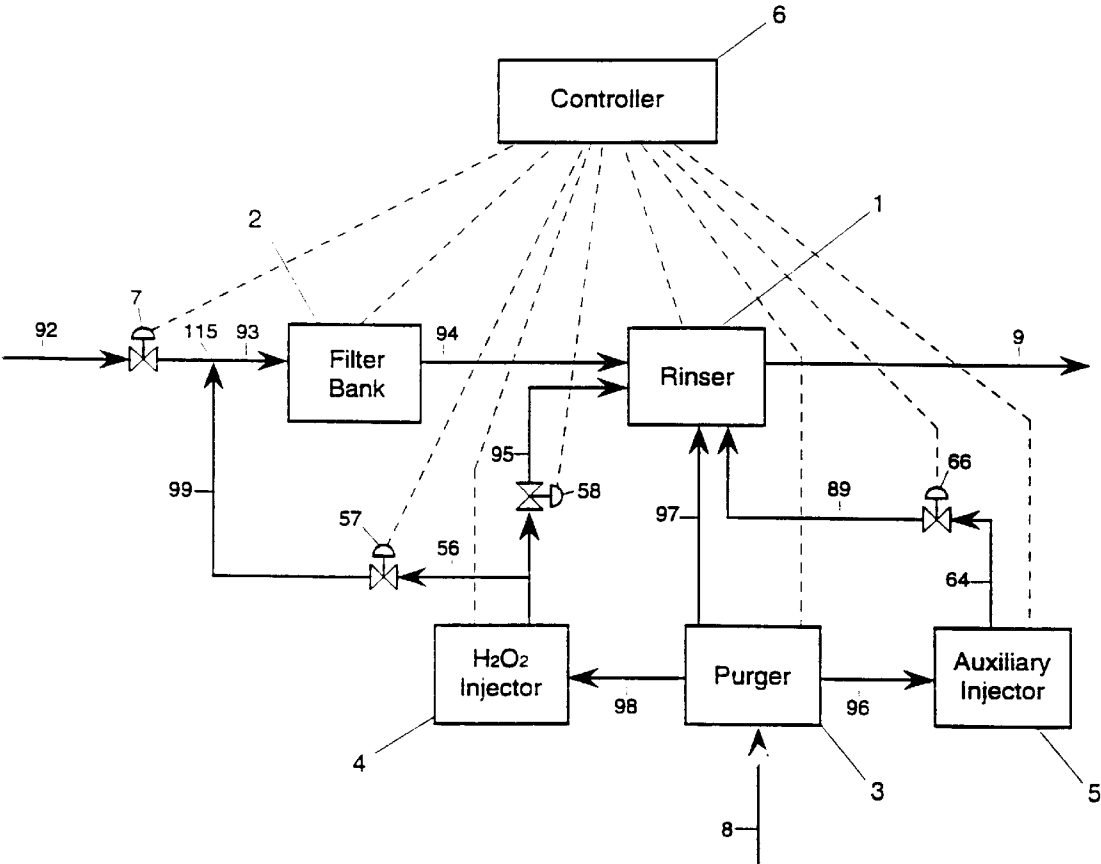 6
Controller
2
1
7
92
115
93
94
9
Filter
Bank
Rinser
95
58
66
99
89
97
57
56
64
H₂O₂
Injector
Purger
Auxiliary
Injector
98
96
4
3
5
8